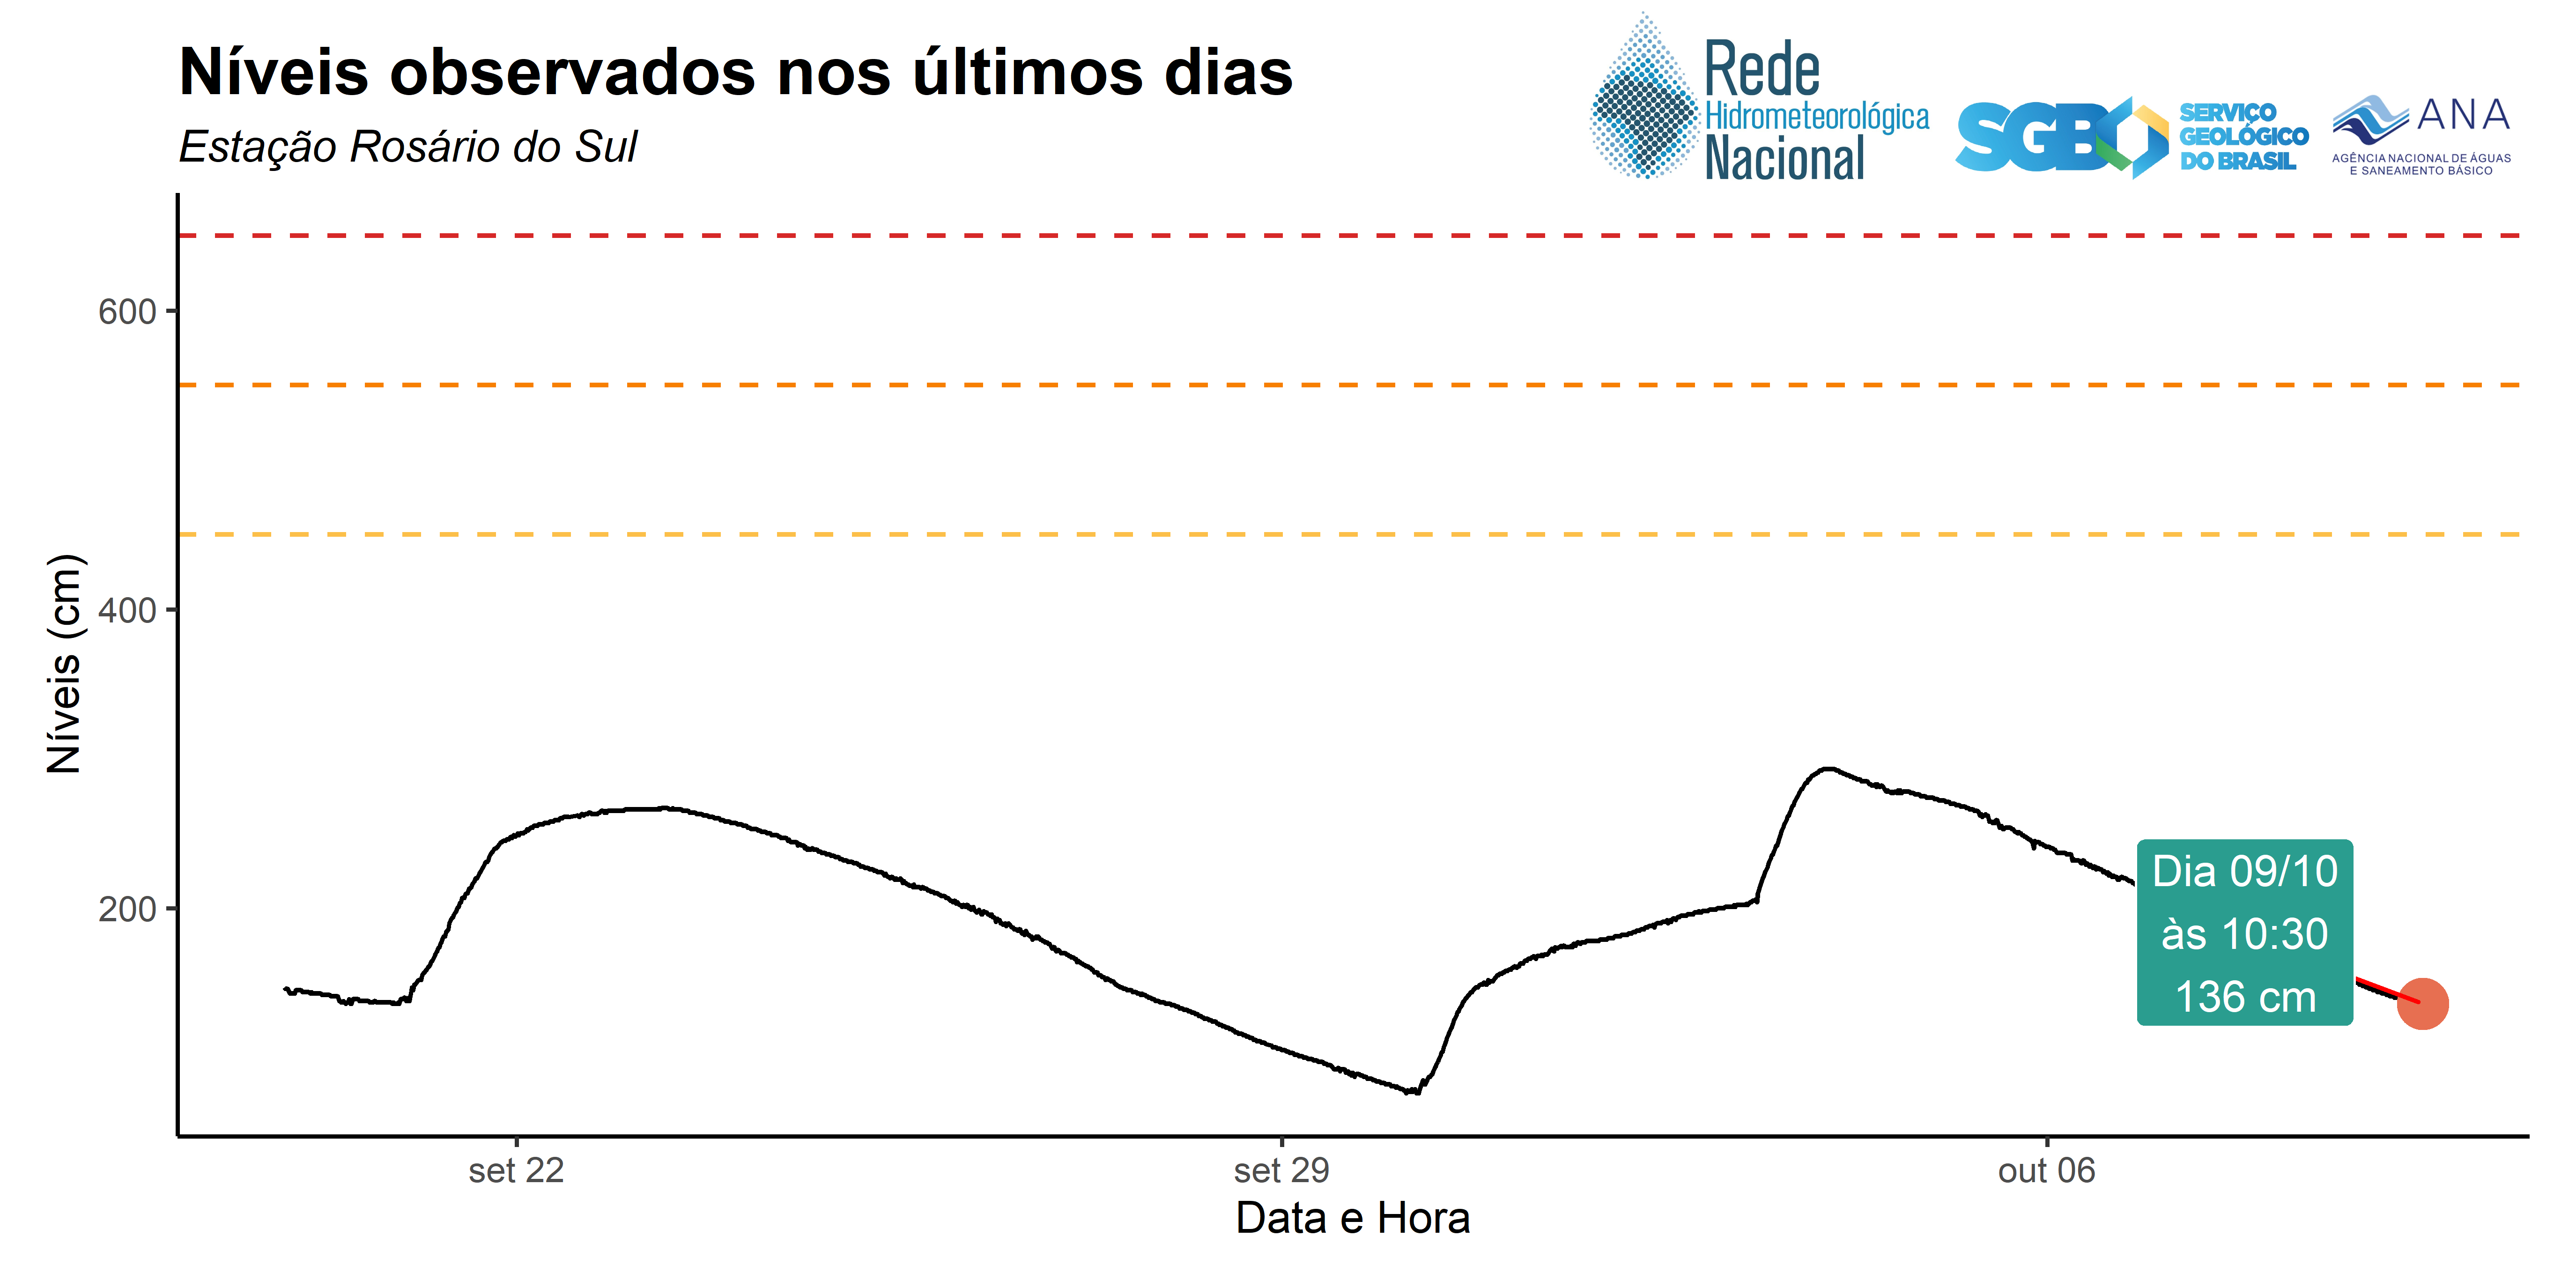 Níveis observados nos últimos dias
Estação Rosário do Sul
Rede
Hidrometeorológica
Nacional
SGB
SERVIÇO
GEOLÓGICO
DO BRASIL
ANA
AGÊNCIA NACIONAL DE ÁGUAS
E SANEAMENTO BÁSICO
Níveis (cm)
600
400
200
Dia 09/10
às 10:30
136 cm
set 22
set 29
out 06
Data e Hora